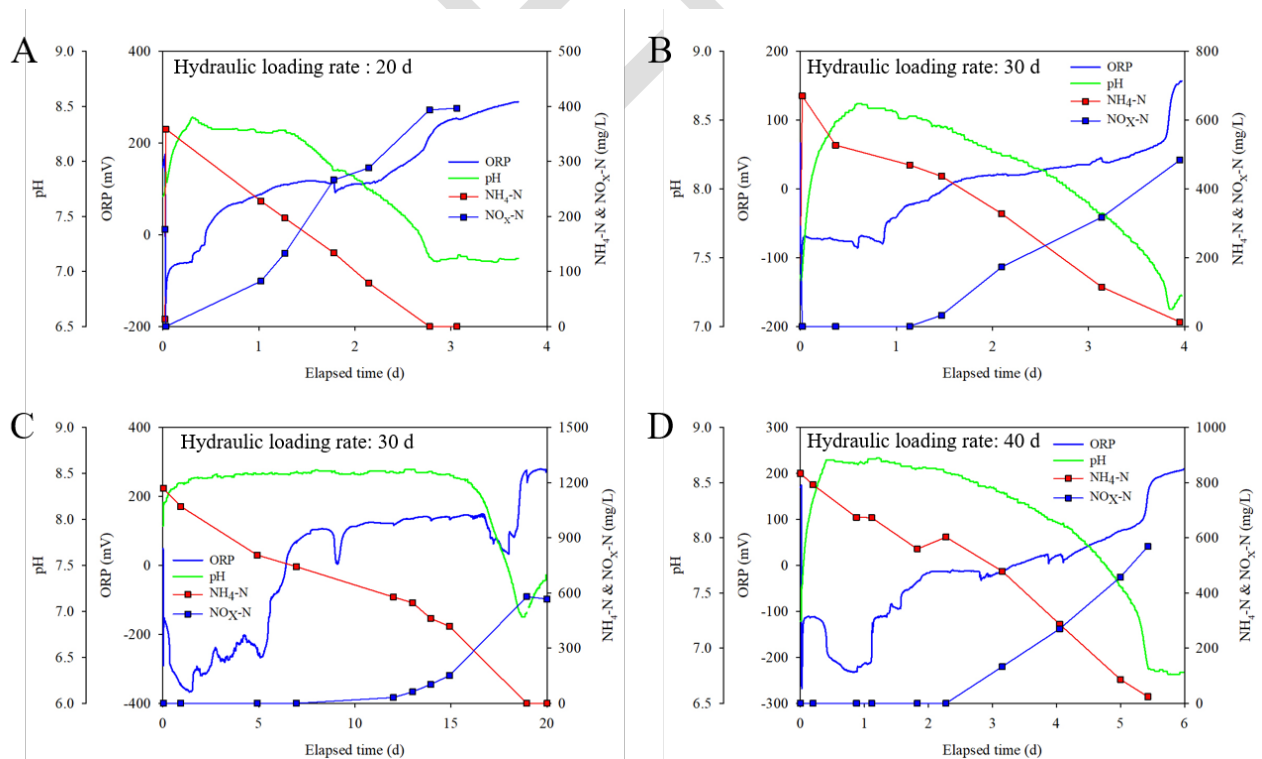 A
Hydraulic loading rate : 20 d
pH
9.0
8.5
8.0
7.5
7.0
6.5
ORP (mV)
400
200
0
-200
ORP
pH
NH4-N
NOX-N
500
400
300
200
100
0
NH4-N & NOX-N (mg/L)
0 1 2 3 4
Elapsed time (d)
B
Hydraulic loading rate: 30 d
pH
9.0
8.5
8.0
7.5
7.0
ORP (mV)
200
100
0
-100
-200
ORP
pH
NH4-N
NOX-N
800
600
400
200
0
NH4-N & NOX-N (mg/L)
0 1 2 3 4
Elapsed time (d)
C
Hydraulic loading rate: 30 d
pH
9.0
8.5
8.0
7.5
7.0
6.5
6.0
ORP (mV)
400
200
0
-200
-400
ORP
pH
NH4-N
NOX-N
1500
1200
900
600
300
0
NH4-N & NOX-N (mg/L)
0 5 10 15 20
Elapsed time (d)
D
Hydraulic loading rate: 40 d
pH
9.0
8.5
8.0
7.5
7.0
6.5
ORP (mV)
300
200
100
0
-100
-200
-300
ORP
pH
NH4-N
NOX-N
1000
800
600
400
200
0
NH4-N & NOX-N (mg/L)
0 1 2 3 4 5 6
Elapsed time (d)